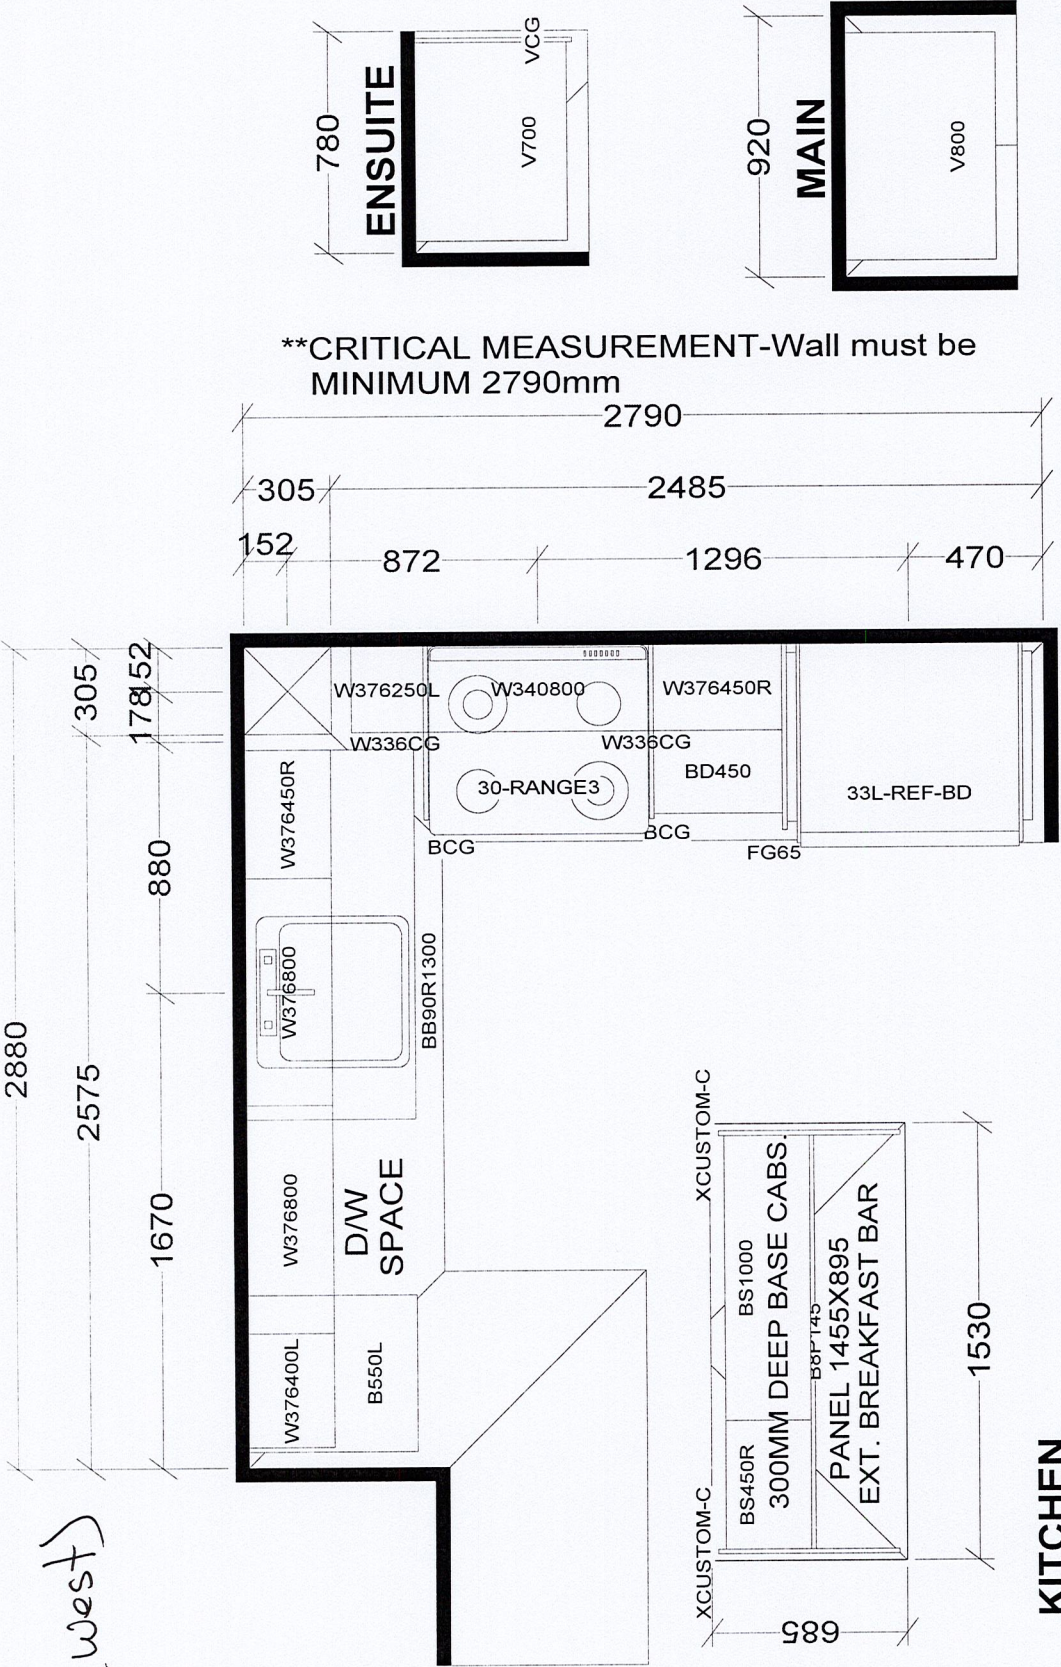 780
ENSUITE
VCG
V700
920
MAIN
V800
**CRITICAL MEASUREMENT-Wall must be
MINIMUM 2790mm
2790
305
2485
152
872
1296
470
2880
305
2575
152
178
880
1670
W376250L
W340800
W376450R
W336CG
W336CG
BD450
30-RANGE3
33L-REF-BD
BCG
BCG
FG65
W376450R
W376800
BB90R1300
W376800
D/W
SPACE
W376400L
B550L
XCUSTOM-C
XCUSTOM-C
BS1000
BS450R
300MM DEEP BASE CABS.
BBP145
PANEL 1455X895
EXT. BREAKFAST BAR
1530
685
KITCHEN
west)